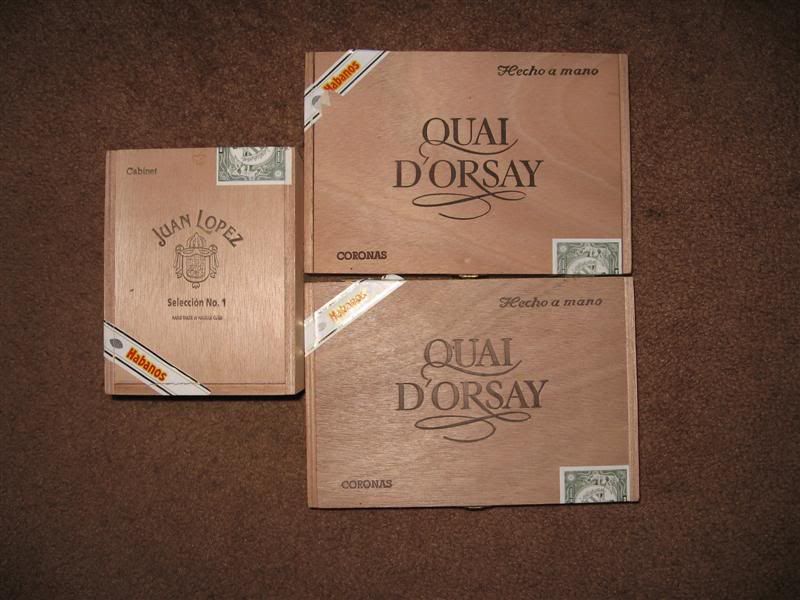 Cabinet
JUAN LOPEZ
Selección No. 1
Habanos
Habanos
Hecho a mano
QUAI
D'ORSAY
CORONAS
Habanos
Hecho a mano
QUAI
D'ORSAY
CORONAS